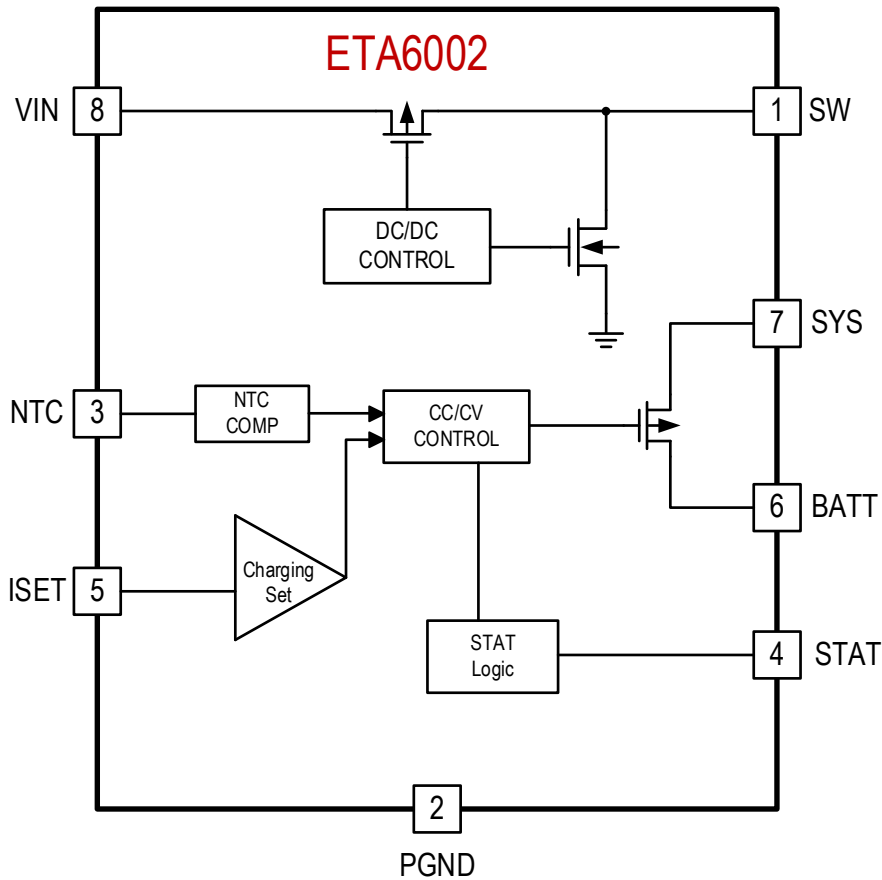 ETA6002
VIN 8
1 SW
DC/DC
CONTROL
7 SYS
NTC 3
NTC
COMP
CC/CV
CONTROL
6 BATT
ISET 5
Charging
Set
STAT
Logic
4 STAT
2
PGND